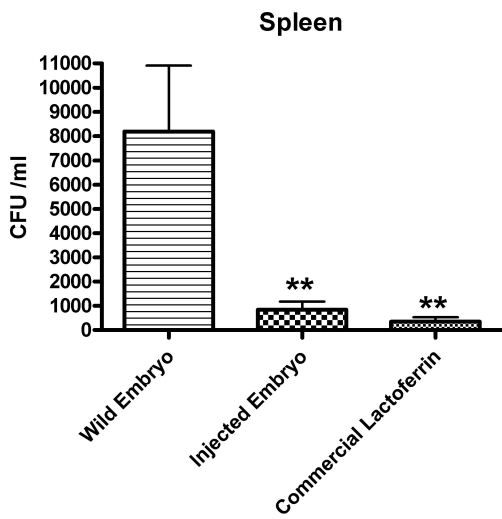 Spleen
CFU /ml
11000
10000
9000
8000
7000
6000
5000
4000
3000
2000
1000
0
**
**
Wild Embryo
Injected Embryo
Commercial Lactoferrin